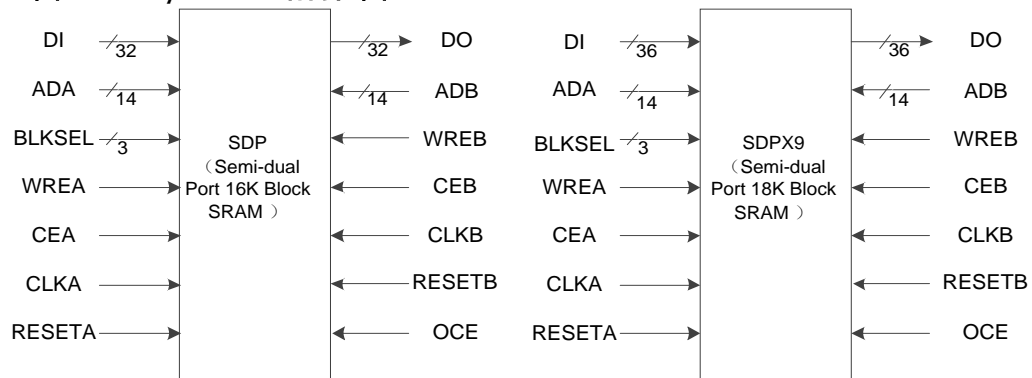 DI 32
ADA 14
BLKSEL 3
WREA
CEA
CLKA
RESETA
SDP
（Semi-dual
Port 16K Block
SRAM ）
32 DO
14 ADB
WREB
CEB
CLKB
RESETB
OCE
DI 36
ADA 14
BLKSEL 3
WREA
CEA
CLKA
RESETA
SDPX9
（Semi-dual
Port 18K Block
SRAM ）
36 DO
14 ADB
WREB
CEB
CLKB
RESETB
OCE